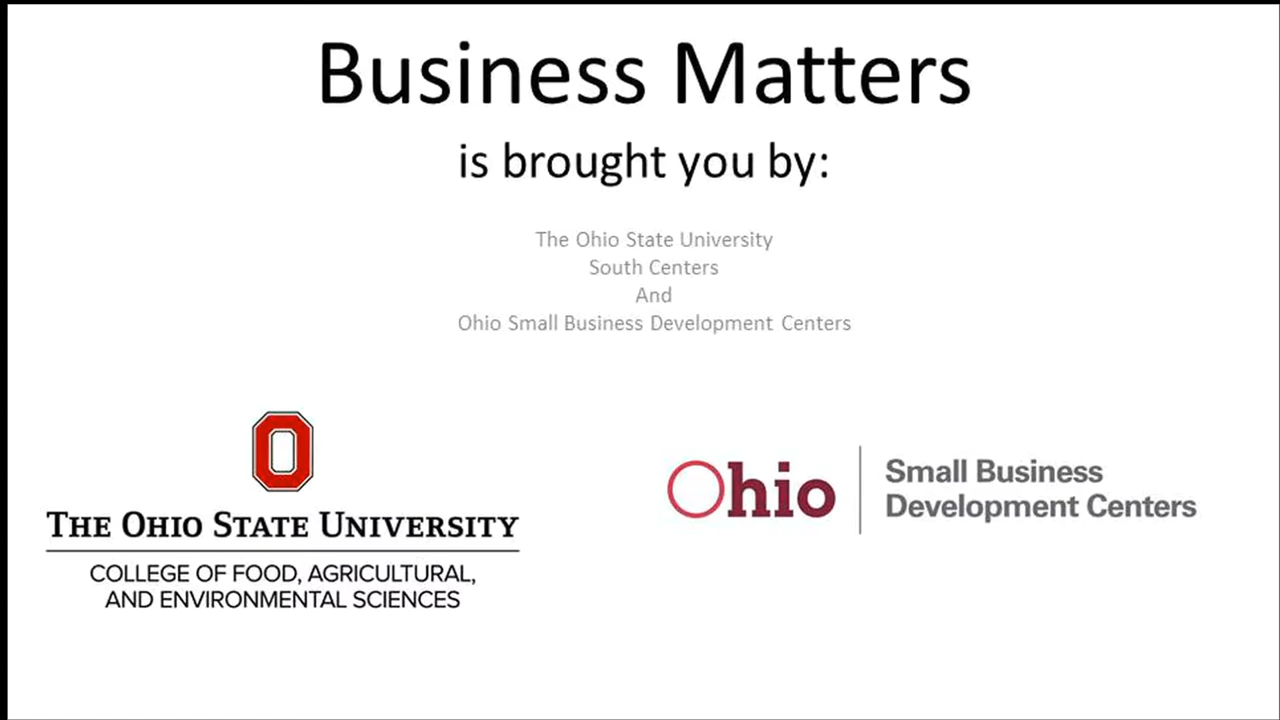 Business Matters
is brought you by:
The Ohio State University
South Centers
And
Ohio Small Business Development Centers
O
THE OHIO STATE UNIVERSITY
COLLEGE OF FOOD, AGRICULTURAL,
AND ENVIRONMENTAL SCIENCES
Ohio
Small Business
Development Centers